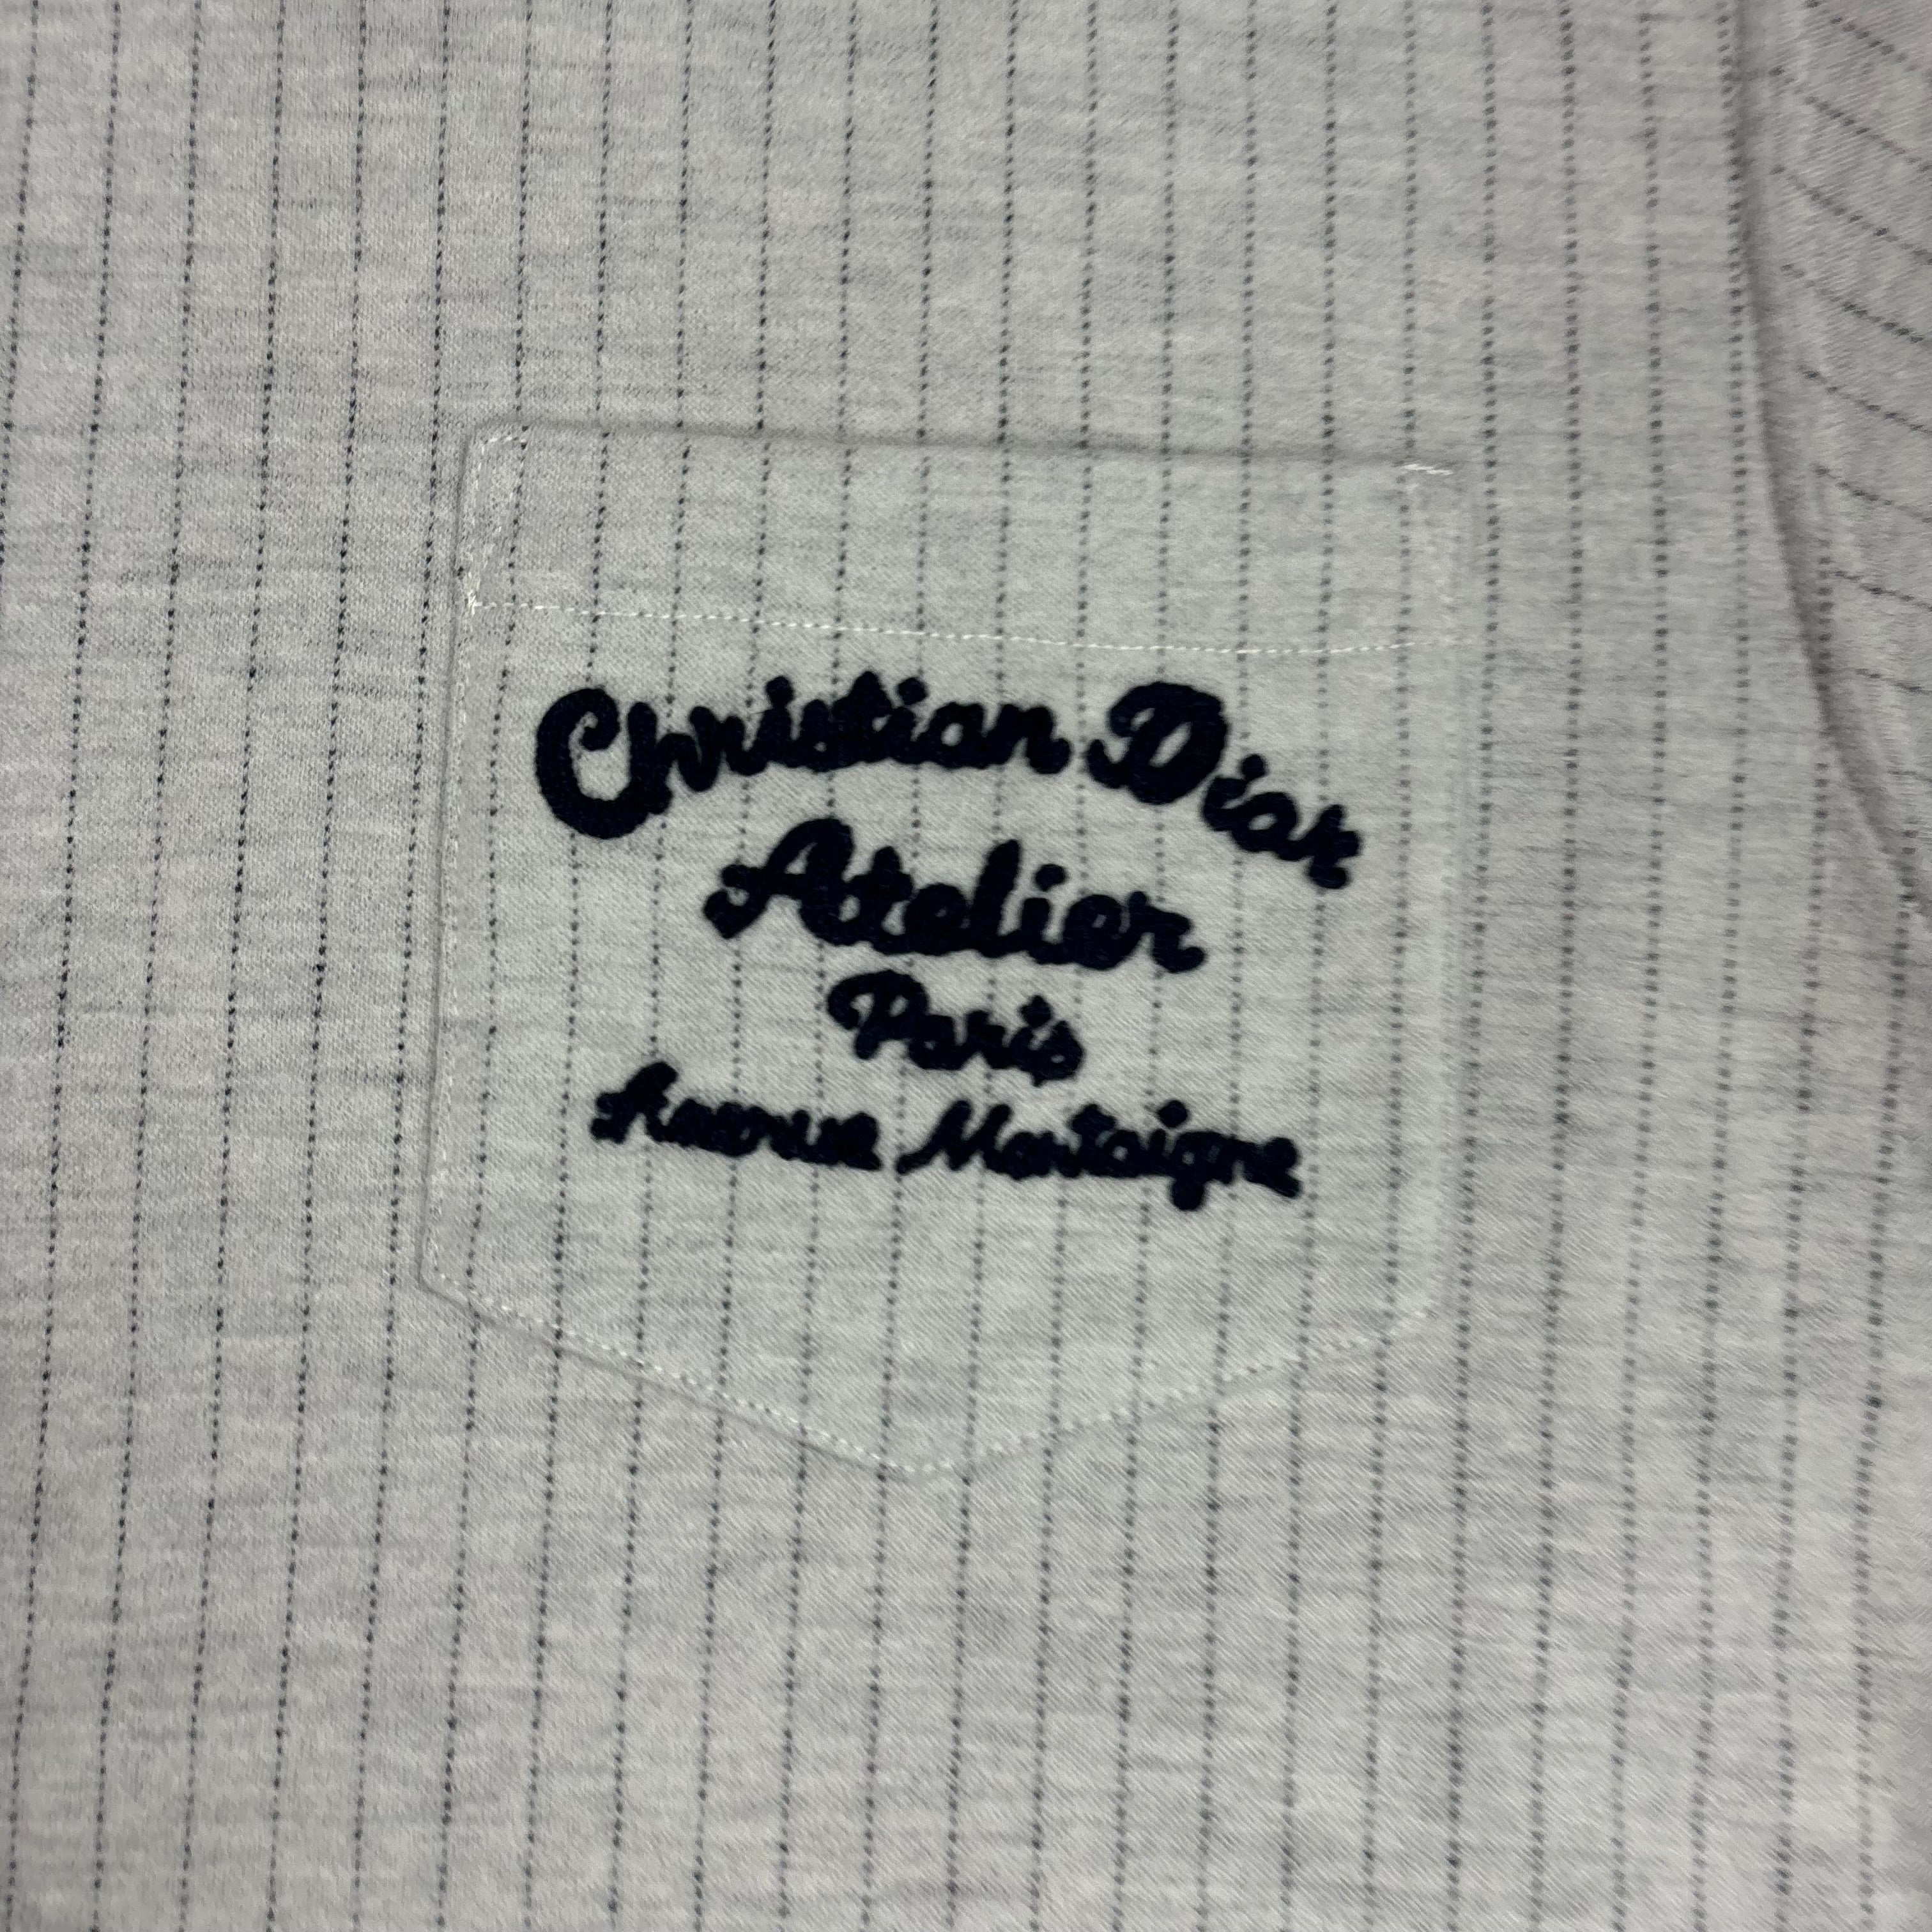 Christian Dior
Atelier
Paris
Avenue Montaigne